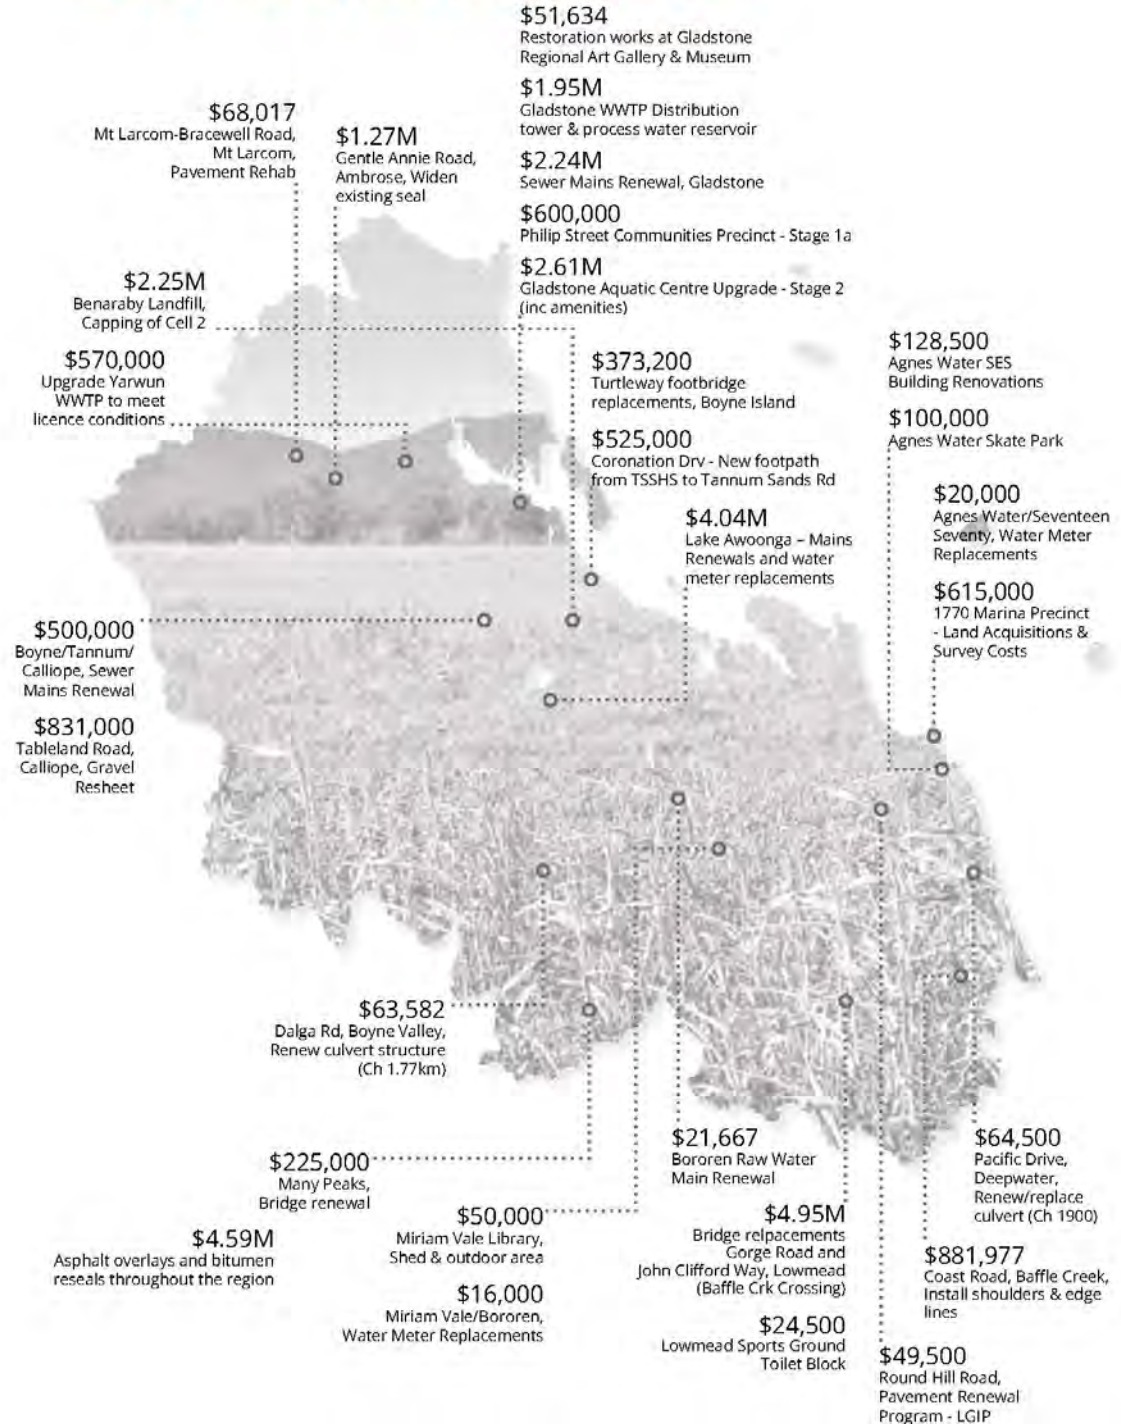 $51,634
Restoration works at Gladstone
Regional Art Gallery & Museum
$1.95M
Gladstone WWTP Distribution
tower & process water reservoir
$2.24M
Sewer Mains Renewal, Gladstone
$600,000
Philip Street Communities Precinct - Stage 1a
$2.61M
Gladstone Aquatic Centre Upgrade - Stage 2
(inc amenities)
$68,017
Mt Larcom-Bracewell Road,
Mt Larcom,
Pavement Rehab
$1.27M
Gentle Annie Road,
Ambrose, Widen
existing seal
$2.25M
Benaraby Landfill,
Capping of Cell 2
$570,000
Upgrade Yarwun
WWTP to meet
licence conditions
$373,200
Turtleway footbridge
replacements, Boyne Island
$525,000
Coronation Drv - New footpath
from TSSHS to Tannum Sands Rd
$4.04M
Lake Awoonga – Mains
Renewals and water
meter replacements
$128,500
Agnes Water SES
Building Renovations
$100,000
Agnes Water Skate Park
$20,000
Agnes Water/Seventeen
Seventy, Water Meter
Replacements
$615,000
1770 Marina Precinct
- Land Acquisitions &
Survey Costs
$500,000
Boyne/Tannum/
Calliope, Sewer
Mains Renewal
$831,000
Tableland Road,
Calliope, Gravel
Resheet
$63,582
Dalga Rd, Boyne Valley,
Renew culvert structure
(Ch 1.77km)
$225,000
Many Peaks,
Bridge renewal
$4.59M
Asphalt overlays and bitumen
reseals throughout the region
$50,000
Miriam Vale Library,
Shed & outdoor area
$16,000
Miriam Vale/Bororen,
Water Meter Replacements
$21,667
Bororen Raw Water
Main Renewal
$4.95M
Bridge relpacements
Gorge Road and
John Clifford Way, Lowmead
(Baffle Crk Crossing)
$24,500
Lowmead Sports Ground
Toilet Block
$64,500
Pacific Drive,
Deepwater,
Renew/replace
culvert (Ch 1900)
$881,977
Coast Road, Baffle Creek,
Install shoulders & edge
lines
$49,500
Round Hill Road,
Pavement Renewal
Program - LGIP